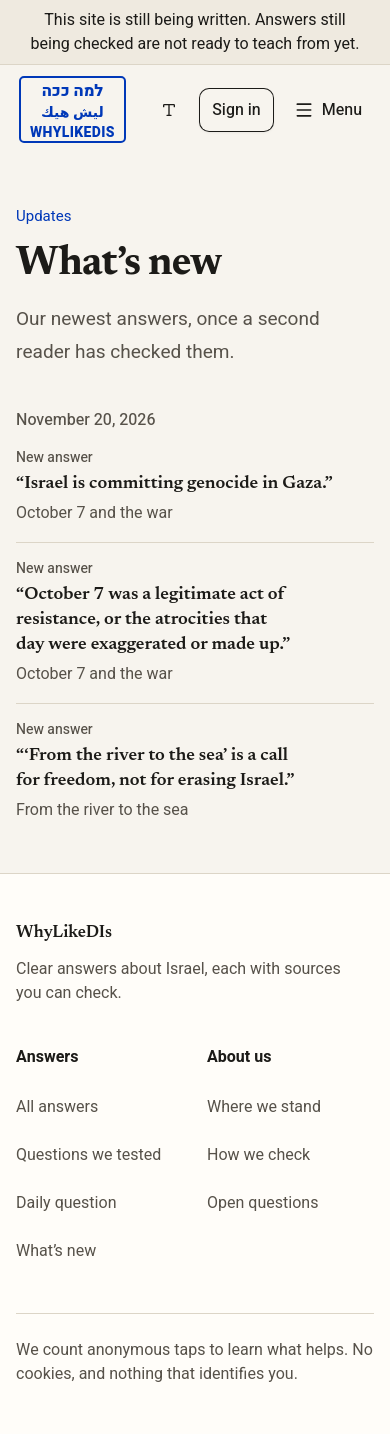 This site is still being written. Answers still
being checked are not ready to teach from yet.
למה ככה
ليش هيك
WHYLIKEDIS
T
Sign in
Menu
Updates
What’s new
Our newest answers, once a second
reader has checked them.
November 20, 2026
New answer
“Israel is committing genocide in Gaza.”
October 7 and the war
New answer
“October 7 was a legitimate act of
resistance, or the atrocities that
day were exaggerated or made up.”
October 7 and the war
New answer
“‘From the river to the sea’ is a call
for freedom, not for erasing Israel.”
From the river to the sea
WhyLikeDIs
Clear answers about Israel, each with sources
you can check.
Answers
All answers
Questions we tested
Daily question
What’s new
About us
Where we stand
How we check
Open questions
We count anonymous taps to learn what helps. No
cookies, and nothing that identifies you.